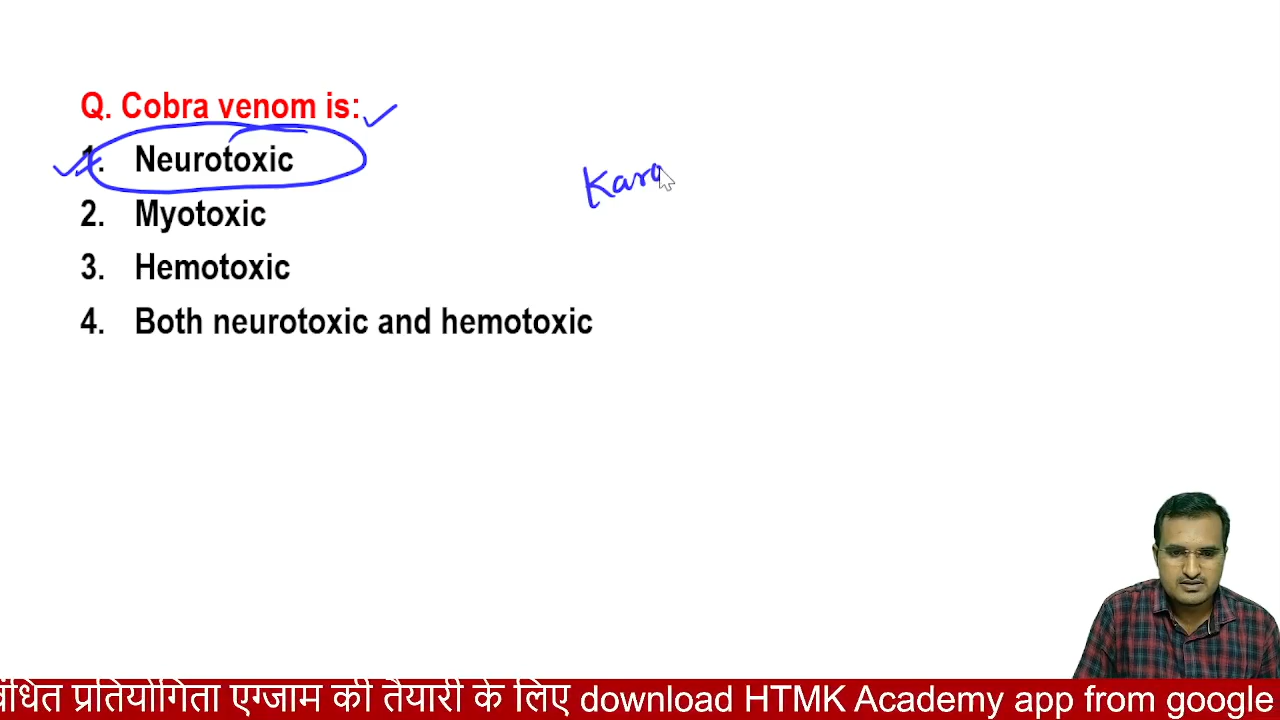 Q. Cobra venom is:
1. Neurotoxic
Kara
2. Myotoxic
3. Hemotoxic
4. Both neurotoxic and hemotoxic
प्रतियोगिता एग्जाम की तैयारी के लिए download HTMK Academy app from google